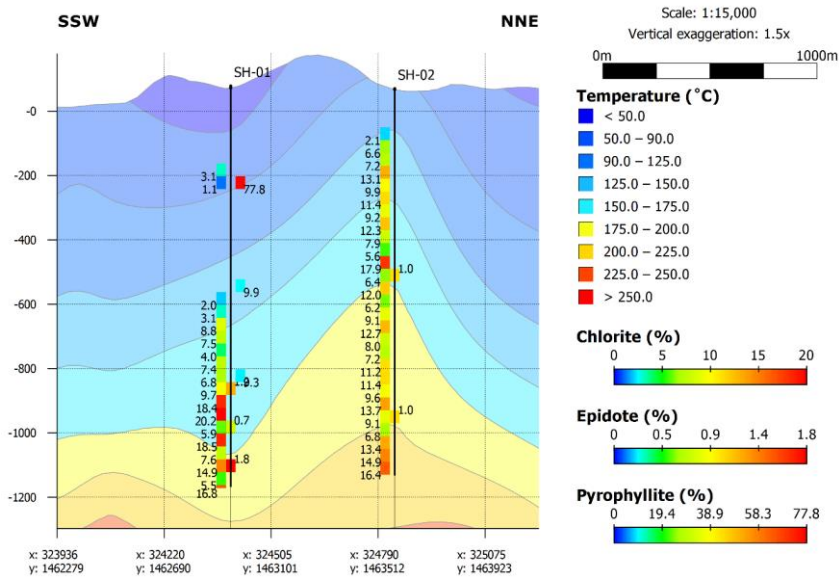 SSW
NNE
SH-01
SH-02
-0
-200
-400
-600
-800
-1000
-1200
3.1
1.1
77.8
9.9
2.0
3.1
8.8
7.5
4.0
7.4
6.8
9.3
9.7
18.4
20.2
0.7
5.9
18.5
7.6
1.8
14.9
5.5
16.8
2.1
6.6
7.2
13.1
9.9
11.4
9.2
12.3
7.9
5.6
17.9
1.0
6.4
12.0
6.2
9.1
12.7
8.0
7.2
11.2
11.4
9.6
13.7
1.0
9.1
6.8
13.4
14.9
16.4
x: 323936
y: 1462279
x: 324220
y: 1462690
x: 324505
y: 1463101
x: 324790
y: 1463512
x: 325075
y: 1463923
Scale: 1:15,000
Vertical exaggeration: 1.5x
0m 1000m
Temperature (˚C)
< 50.0
50.0 – 90.0
90.0 – 125.0
125.0 – 150.0
150.0 – 175.0
175.0 – 200.0
200.0 – 225.0
225.0 – 250.0
> 250.0
Chlorite (%)
0 5 10 15 20
Epidote (%)
0 0.5 0.9 1.4 1.8
Pyrophyllite (%)
0 19.4 38.9 58.3 77.8